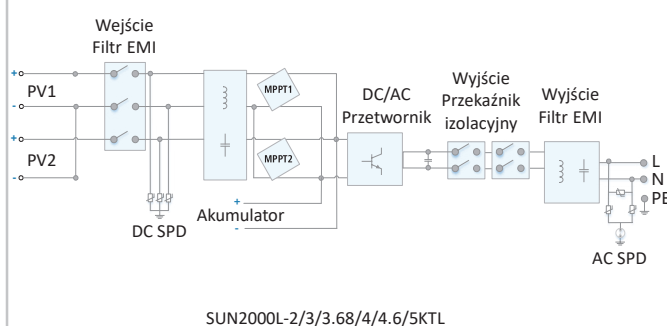 Wejście
Filtr EMI
+
PV1
-
+
PV2
-
DC SPD
MPPT1
MPPT2
+
Akumulator
-
DC/AC
Przetwornik
Wyjście
Przekaźnik
izolacyjny
Wyjście
Filtr EMI
L
N
PE
AC SPD
SUN2000L-2/3/3.68/4/4.6/5KTL